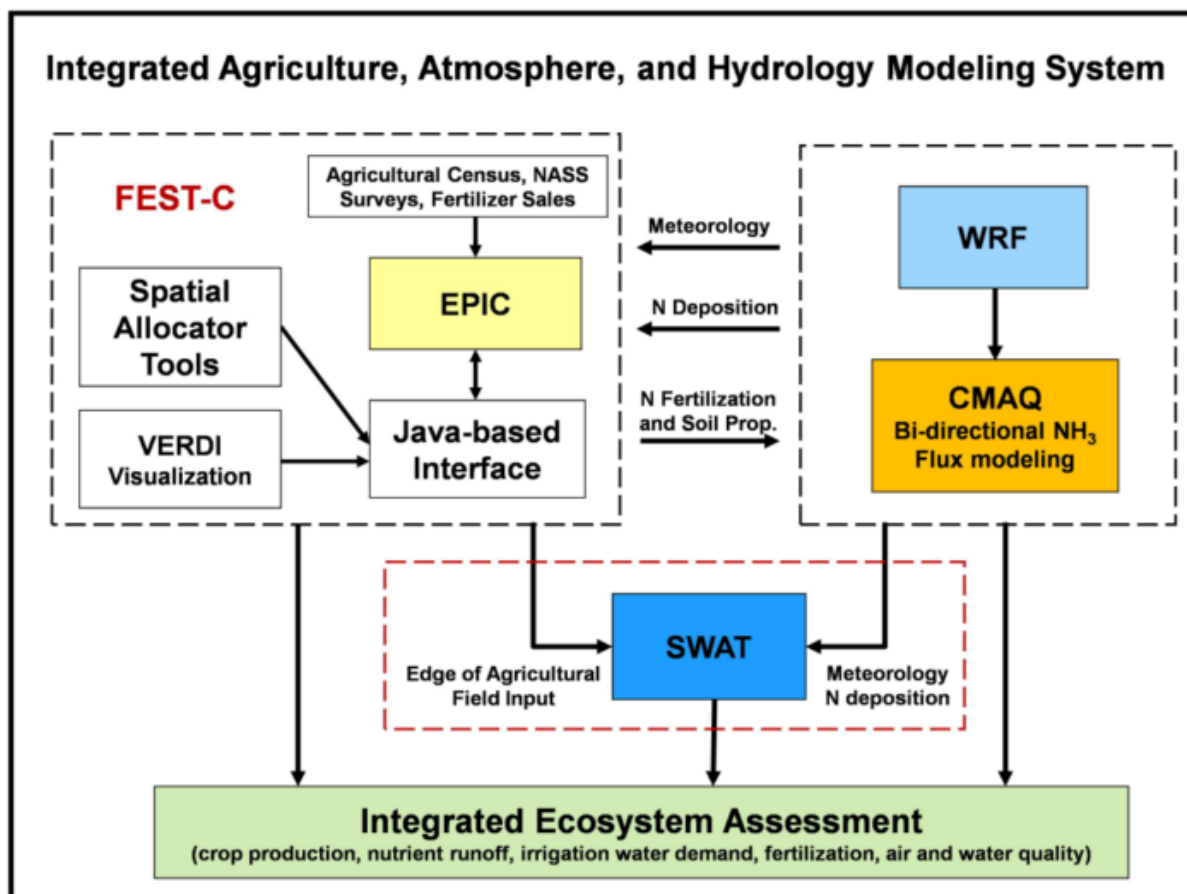 Integrated Agriculture, Atmosphere, and Hydrology Modeling System
FEST-C
Agricultural Census, NASS
Surveys, Fertilizer Sales
Spatial
Allocator
Tools
EPIC
VERDI
Visualization
Java-based
Interface
Meteorology
N Deposition
N Fertilization
and Soil Prop.
WRF
CMAQ
Bi-directional NH₃
Flux modeling
Edge of Agricultural
Field Input
SWAT
Meteorology
N deposition
Integrated Ecosystem Assessment
(crop production, nutrient runoff, irrigation water demand, fertilization, air and water quality)